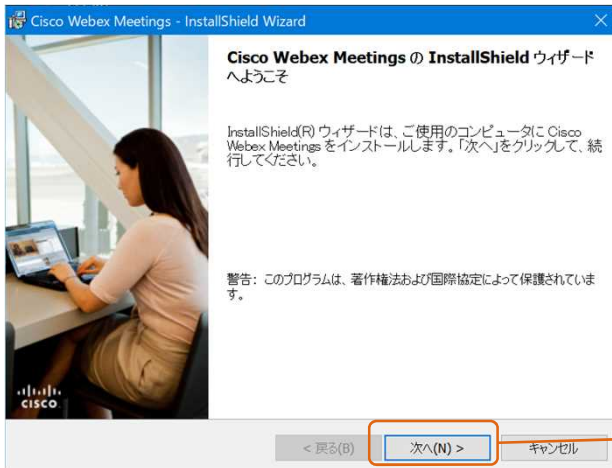 Cisco Webex Meetings - InstallShield Wizard
Cisco Webex Meetings の InstallShield ウィザード
へようこそ
InstallShield(R) ウィザードは、ご使用のコンピュータに Cisco
Webex Meetings をインストールします。「次へ」をクリックして、続
行してください。
警告: このプログラムは、著作権法および国際協定によって保護されていま
す。
CISCO
< 戻る(B)
次へ(N) >
キャンセル